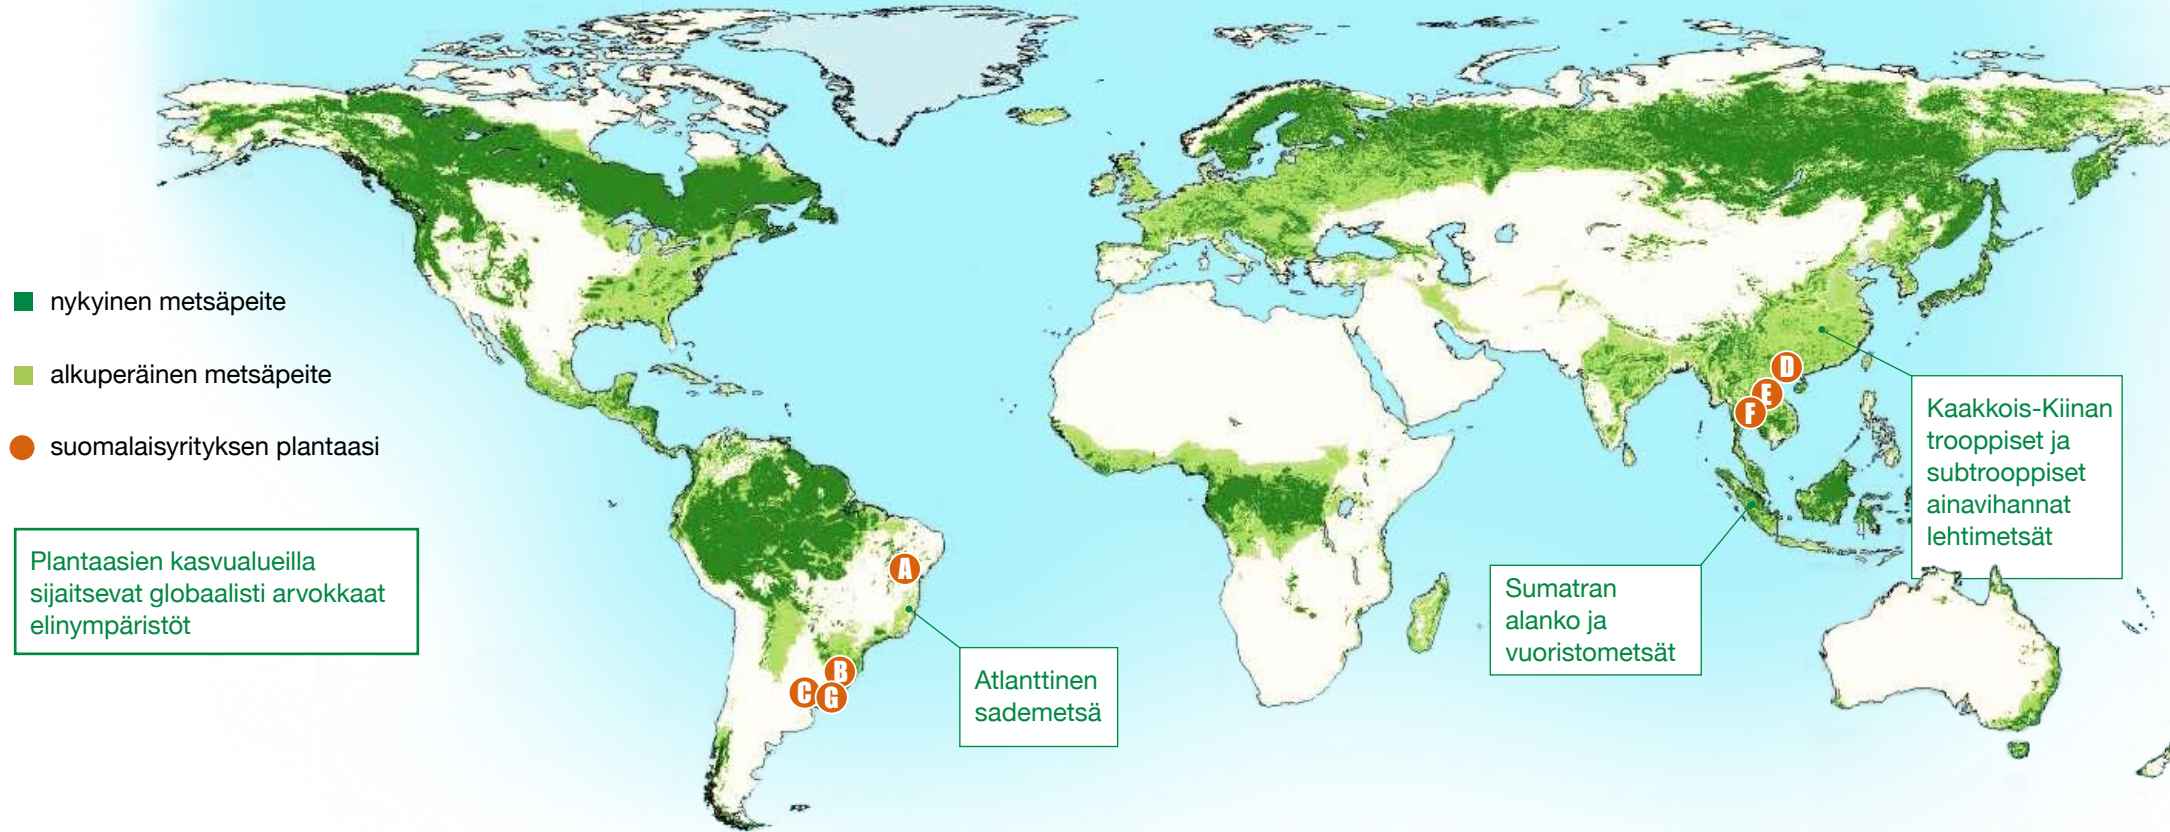 nykyinen metsäpeite
alkuperäinen metsäpeite
suomalaisyrityksen plantaasi
Plantaasien kasvualueilla
sijaitsevat globaalisti arvokkaat
elinympäristöt
A
B
C
G
Atlanttinen
sademetsä
D
E
F
Sumatran
alanko ja
vuoristometsät
Kaakkois-Kiinan
trooppiset ja
subtrooppiset
ainavihannat
lehtimetsät